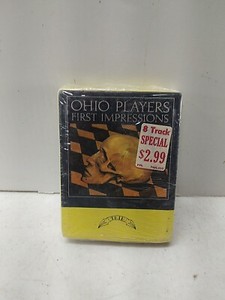 OHIO PLAYERS
FIRST IMPRESSIONS
8 Track
SPECIAL
$2.99